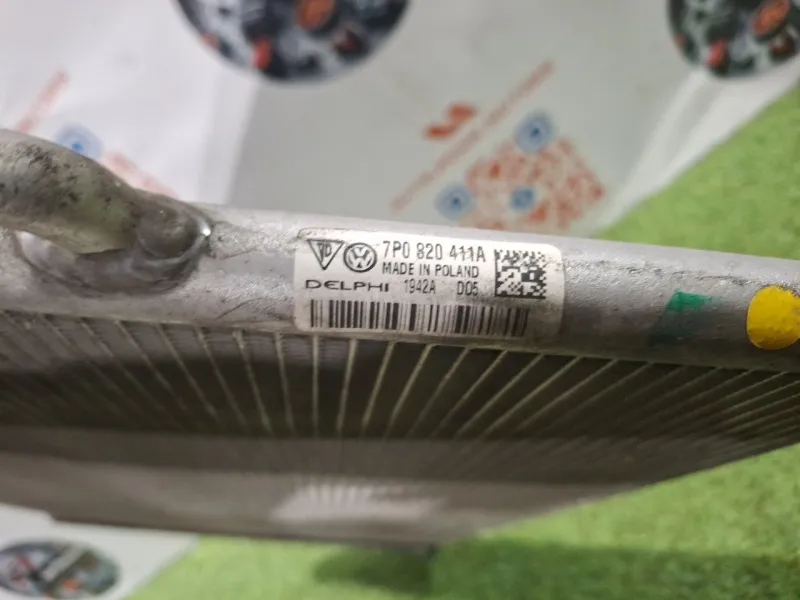 7P0 820 411A
MADE IN POLAND
DELPHI 1942A D05